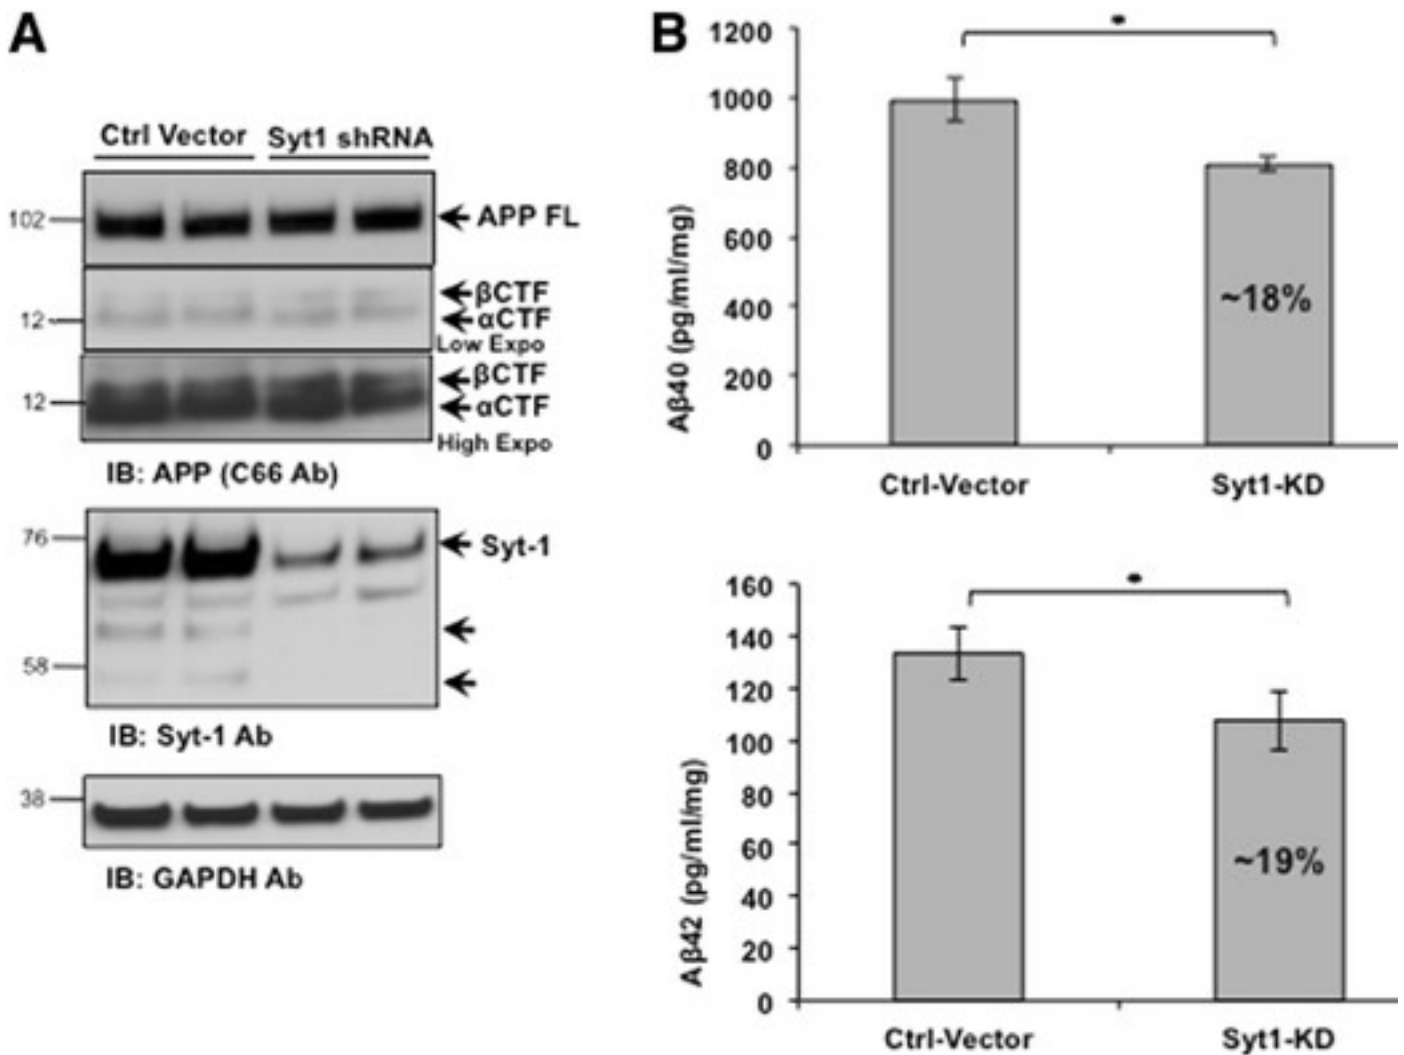 A
Ctrl Vector Syt1 shRNA
102 APP FL
βCTF
12 αCTF
Low Expo
βCTF
12 αCTF
High Expo
IB: APP (C66 Ab)
76 Syt-1
58
IB: Syt-1 Ab
38
IB: GAPDH Ab
B
Aβ40 (pg/ml/mg)
1200
1000
800
600
400
200
0
*
~18%
Ctrl-Vector Syt1-KD
Aβ42 (pg/ml/mg)
160
140
120
100
80
60
40
20
0
*
~19%
Ctrl-Vector Syt1-KD